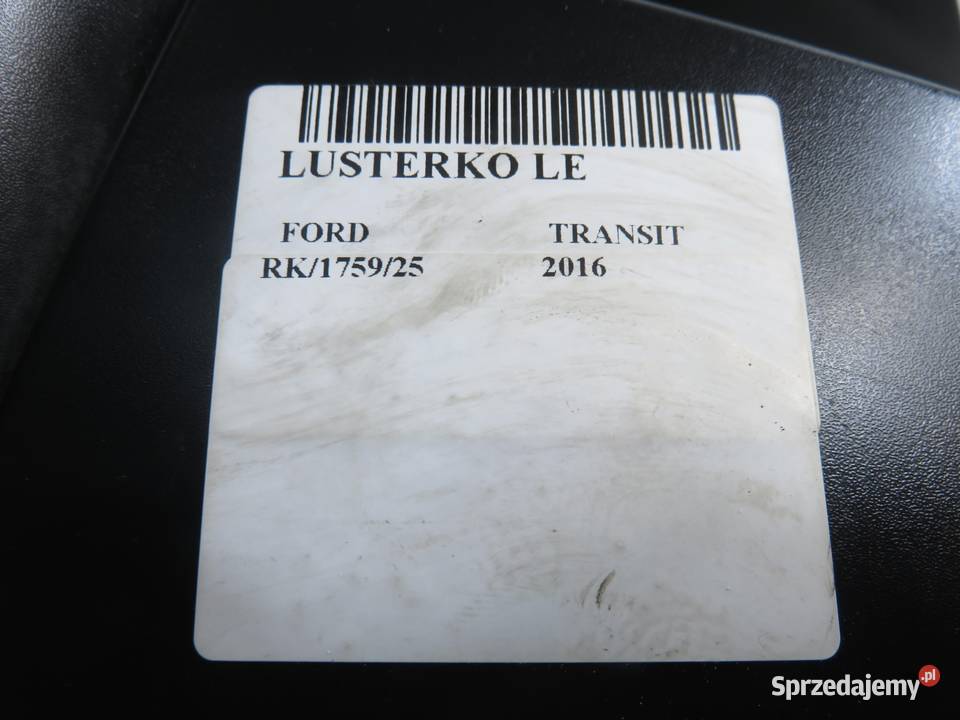 LUSTERKO LE
FORD TRANSIT
RK/1759/25 2016
Sprzedajemy.pl